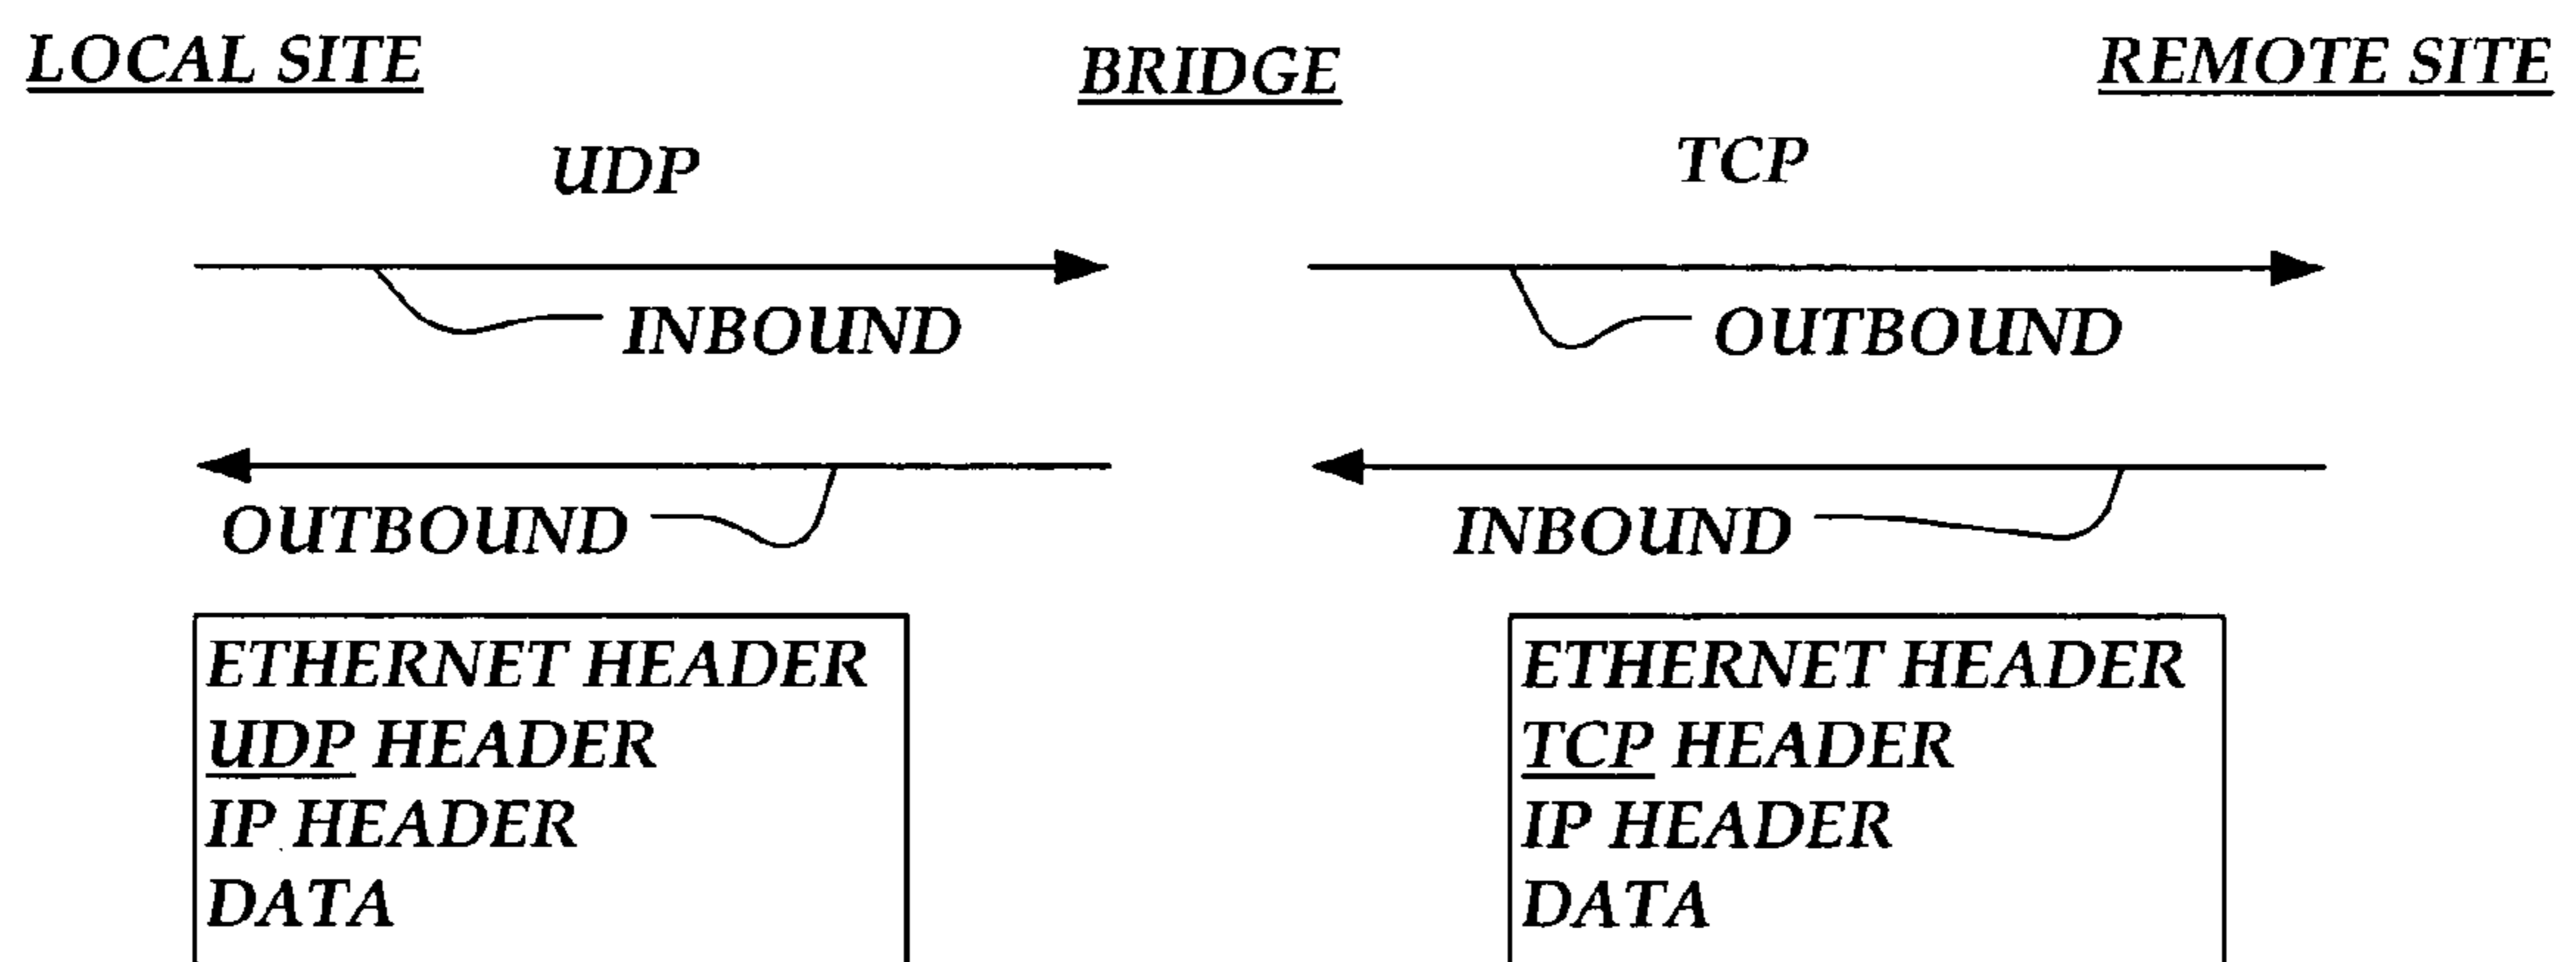 LOCAL SITE
BRIDGE
REMOTE SITE
UDP
TCP
INBOUND
OUTBOUND
OUTBOUND
INBOUND
ETHERNET HEADER
UDP HEADER
IP HEADER
DATA
ETHERNET HEADER
TCP HEADER
IP HEADER
DATA